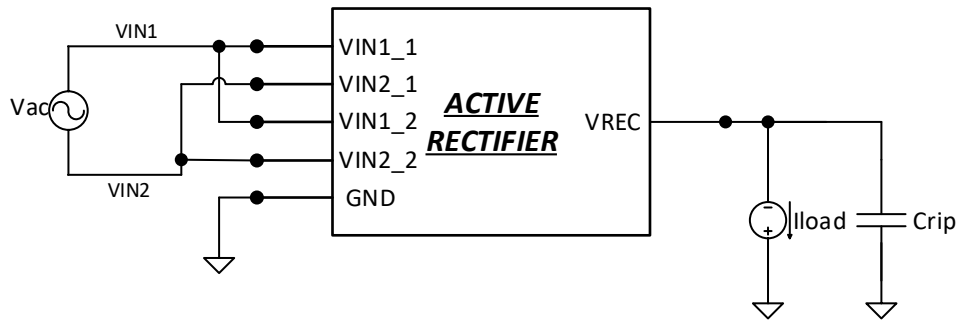 VIN1
VIN1_1
VIN2_1
Vac
ACTIVE
RECTIFIER
VIN1_2
VREC
VIN2_2
VIN2
GND
Iload
Crip